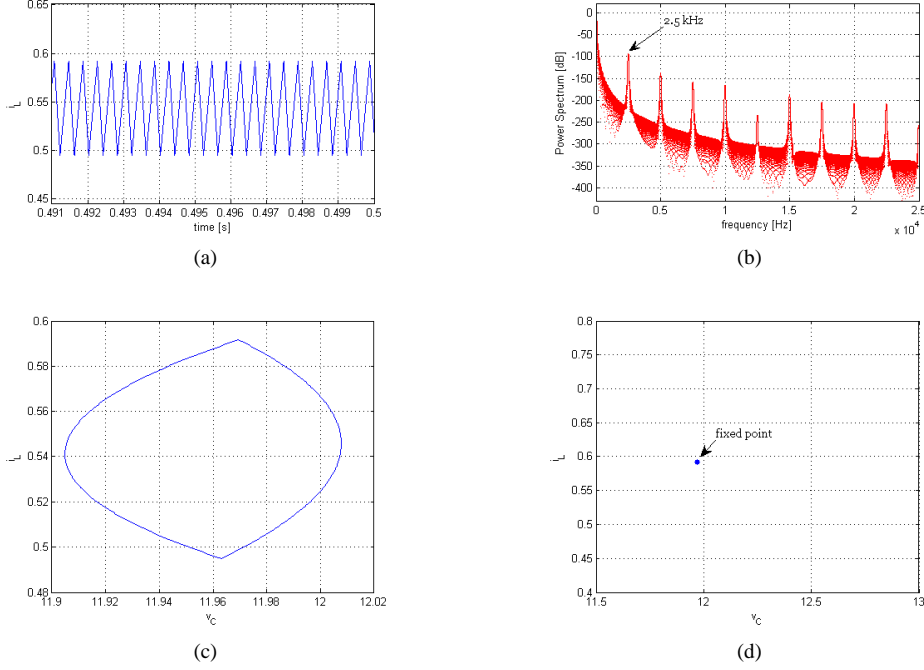 0.65
0.6
0.55
0.5
0.45
i_L
0.491 0.492 0.493 0.494 0.495 0.496 0.497 0.498 0.499 0.5
time [s]
(a)
0
-50
-100
-150
-200
-250
-300
-350
-400
Power Spectrum [dB]
2.5 kHz
0 0.5 1 1.5 2 2.5
frequency [Hz]
x 10^4
(b)
0.6
0.58
0.56
0.54
0.52
0.5
0.48
i_L
11.9 11.92 11.94 11.96 11.98 12 12.02
v_C
(c)
0.8
0.75
0.7
0.65
0.6
0.55
0.5
0.45
0.4
i_L
fixed point
11.5 12 12.5 13
v_C
(d)